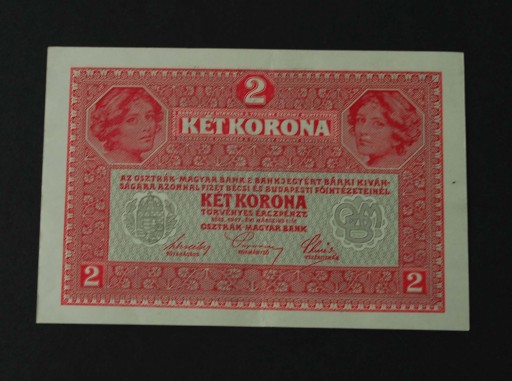 2
KÉT KORONA
AZ OSZTRÁK-MAGYAR BANK E BANKJEGYÉRT BÁRKI KIVÁN-
SÁGÁRA AZONNAL FIZET BÉCSI ÉS BUDAPESTI FŐINTÉZETEINÉL
KÉT KORONA
TÖRVÉNYES ÉRCZPÉNZT
OSZTRÁK-MAGYAR BANK
2
2